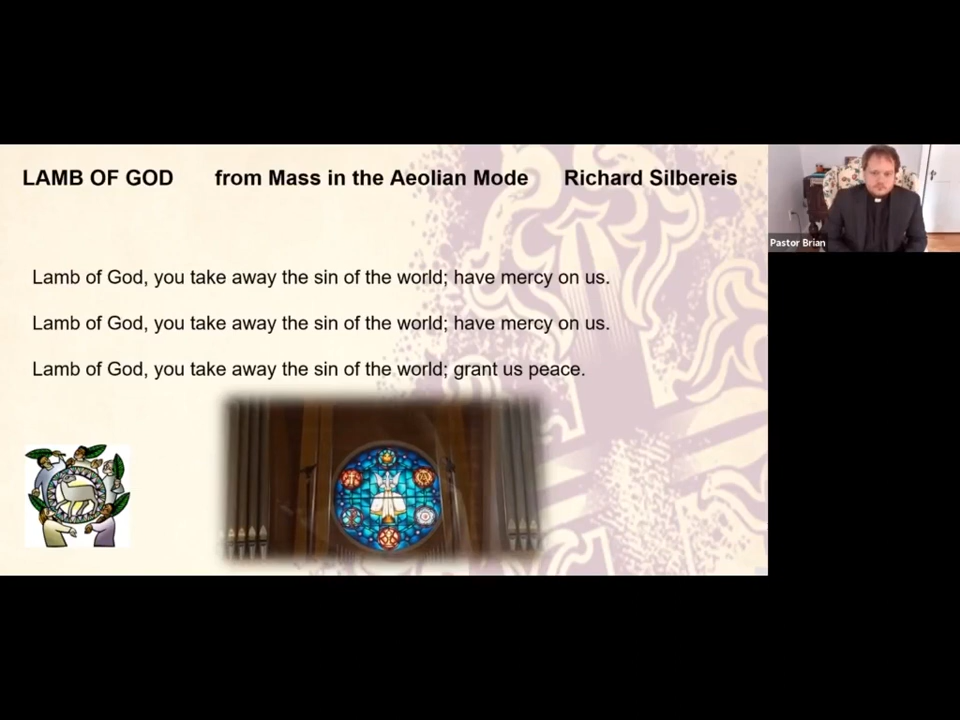 LAMB OF GOD from Mass in the Aeolian Mode Richard Silbereis
Lamb of God, you take away the sin of the world; have mercy on us.
Lamb of God, you take away the sin of the world; have mercy on us.
Lamb of God, you take away the sin of the world; grant us peace.
Pastor Brian